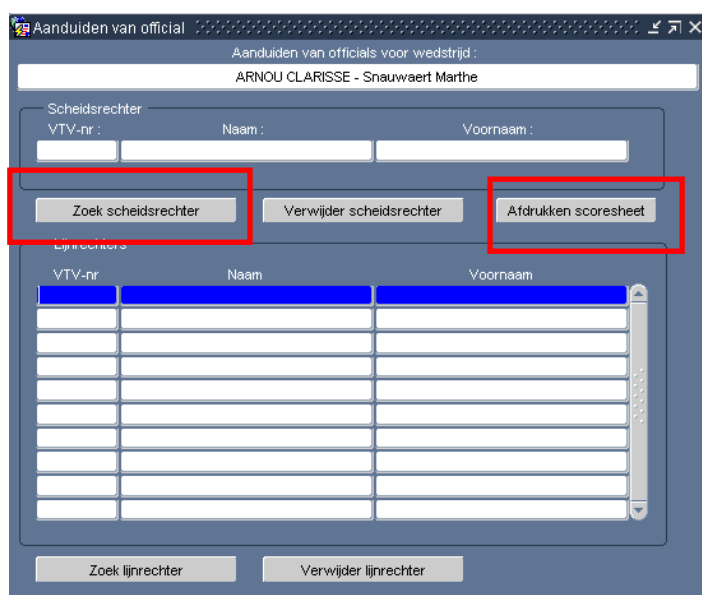 Aanduiden van official
Aanduiden van officials voor wedstrijd :
ARNOU CLARISSE - Snauwaert Marthe
Scheidsrechter
VTV-nr : Naam : Voornaam :
Zoek scheidsrechter Verwijder scheidsrechter Afdrukken scoresheet
Lijnrechters
VTV-nr Naam Voornaam
Zoek lijnrechter Verwijder lijnrechter